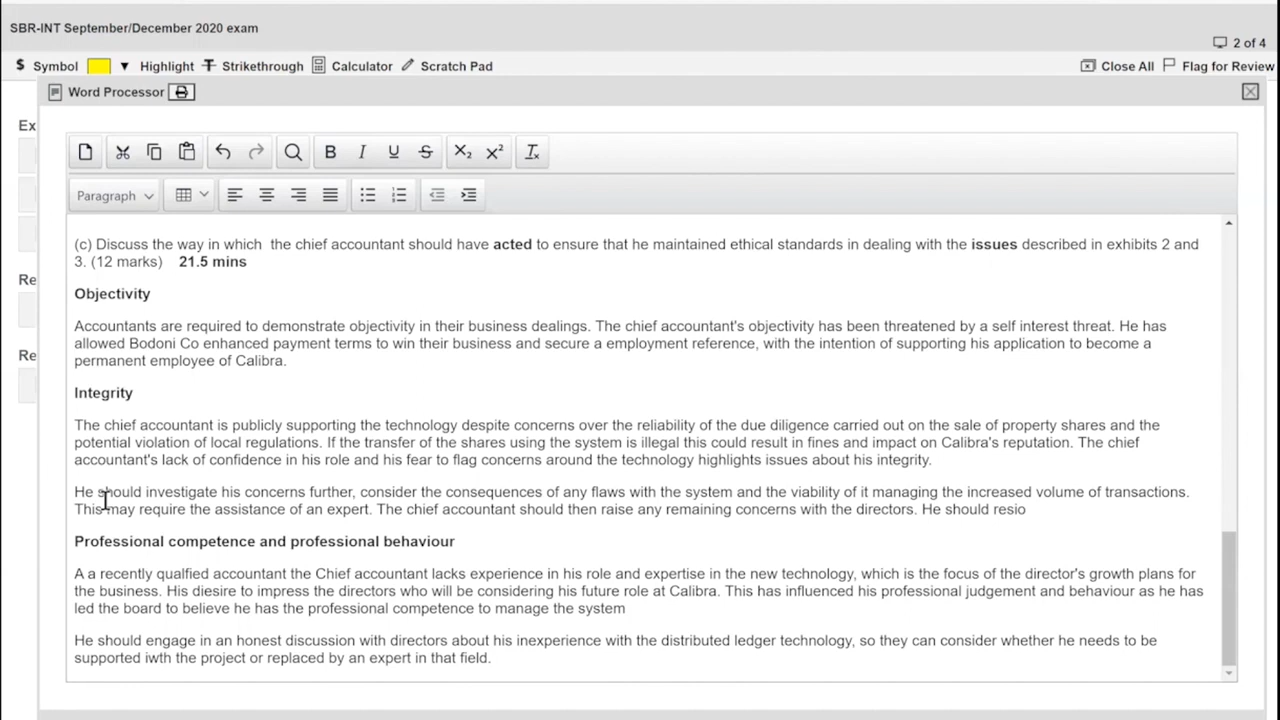 SBR-INT September/December 2020 exam
2 of 4
$ Symbol Highlight T Strikethrough Calculator Scratch Pad Close All Flag for Review
Word Processor
Ex
B I U S X₂ X² Tx
Paragraph
(c) Discuss the way in which  the chief accountant should have acted to ensure that he maintained ethical standards in dealing with the issues described in exhibits 2 and
3. (12 marks)    21.5 mins
Re
Objectivity
Accountants are required to demonstrate objectivity in their business dealings. The chief accountant's objectivity has been threatened by a self interest threat. He has
allowed Bodoni Co enhanced payment terms to win their business and secure a employment reference, with the intention of supporting his application to become a
Re
permanent employee of Calibra.
Integrity
The chief accountant is publicly supporting the technology despite concerns over the reliability of the due diligence carried out on the sale of property shares and the
potential violation of local regulations. If the transfer of the shares using the system is illegal this could result in fines and impact on Calibra's reputation. The chief
accountant's lack of confidence in his role and his fear to flag concerns around the technology highlights issues about his integrity.
He should investigate his concerns further, consider the consequences of any flaws with the system and the viability of it managing the increased volume of transactions.
This may require the assistance of an expert. The chief accountant should then raise any remaining concerns with the directors. He should resio
Professional competence and professional behaviour
A a recently qualfied accountant the Chief accountant lacks experience in his role and expertise in the new technology, which is the focus of the director's growth plans for
the business. His diesire to impress the directors who will be considering his future role at Calibra. This has influenced his professional judgement and behaviour as he has
led the board to believe he has the professional competence to manage the system
He should engage in an honest discussion with directors about his inexperience with the distributed ledger technology, so they can consider whether he needs to be
supported iwth the project or replaced by an expert in that field.